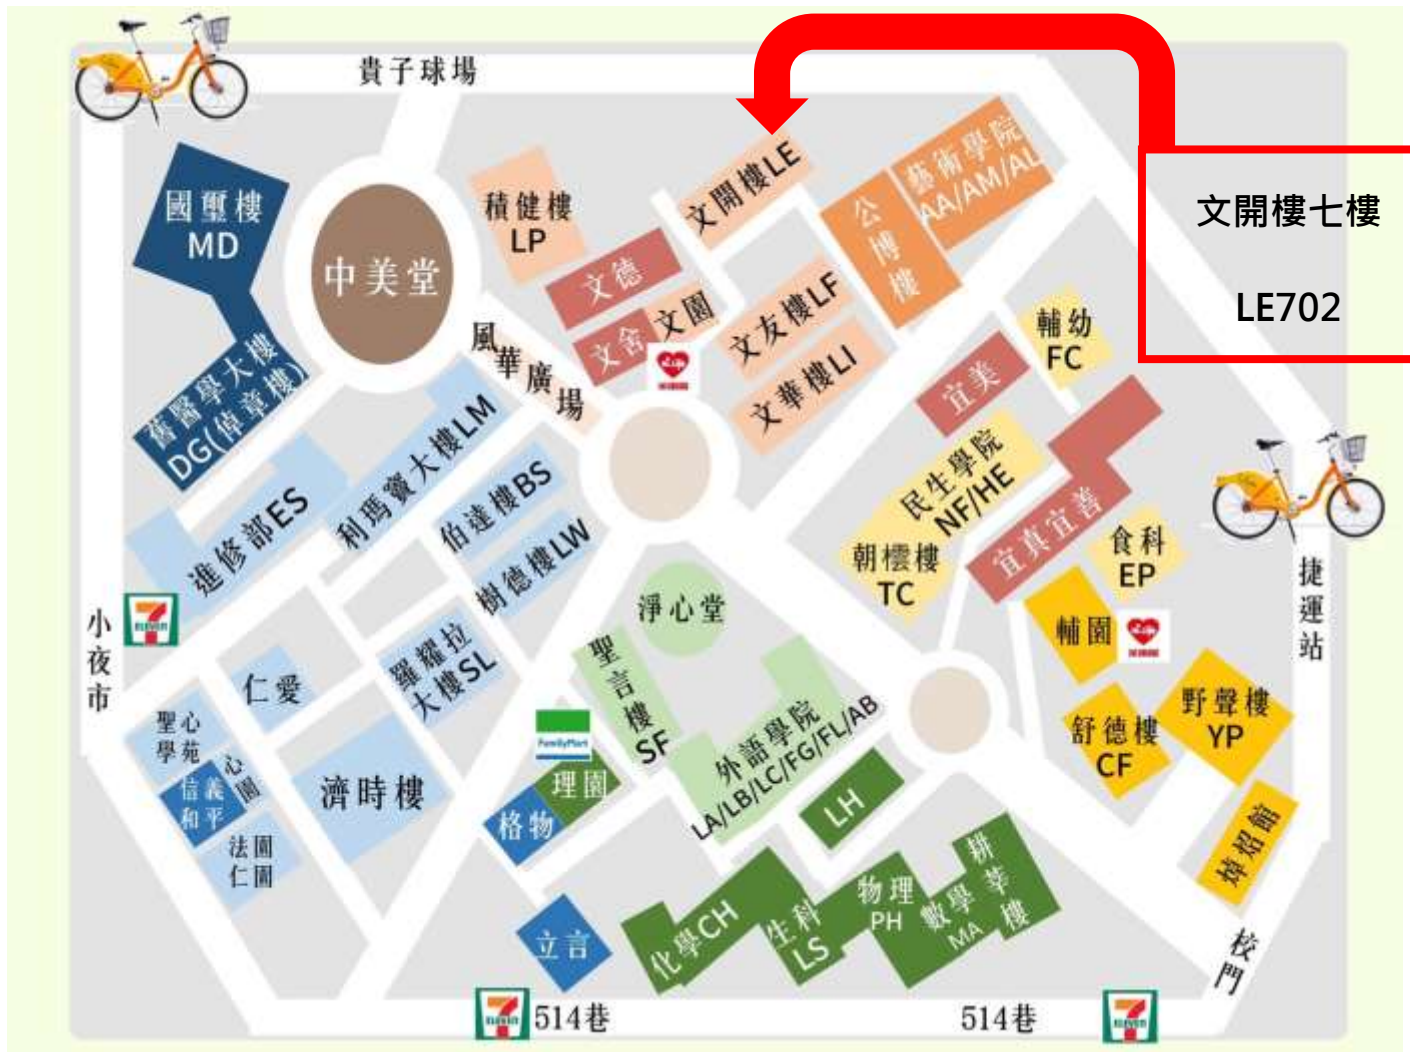 貴子球場
國璽樓
MD
中美堂
積健樓
LP
文開樓LE
公博樓
藝術學院
AA/AM/AL
文開樓七樓
LE702
文德
文舍
文園
風華廣場
文友樓LF
文華樓LI
輔幼
FC
宜美
舊醫學大樓
DG(倬章樓)
利瑪竇大樓LM
進修部ES
伯達樓BS
樹德樓LW
民生學院
NF/HE
朝橒樓
TC
宜真宜善
食科
EP
輔園
捷運站
小夜市
7
ELEVEN
淨心堂
聖言樓
SF
羅耀拉
大樓SL
仁愛
聖心
學苑
心園
信義
和平
法園
仁園
濟時樓
FamilyMart
理園
格物
立言
外語學院
LA/LB/LC/FG/FL/AB
LH
野聲樓
YP
舒德樓
CF
焯炤館
化學CH
生科
LS
物理
PH
數學
MA
耕莘樓
校門
7
ELEVEN
514巷
514巷
7
ELEVEN